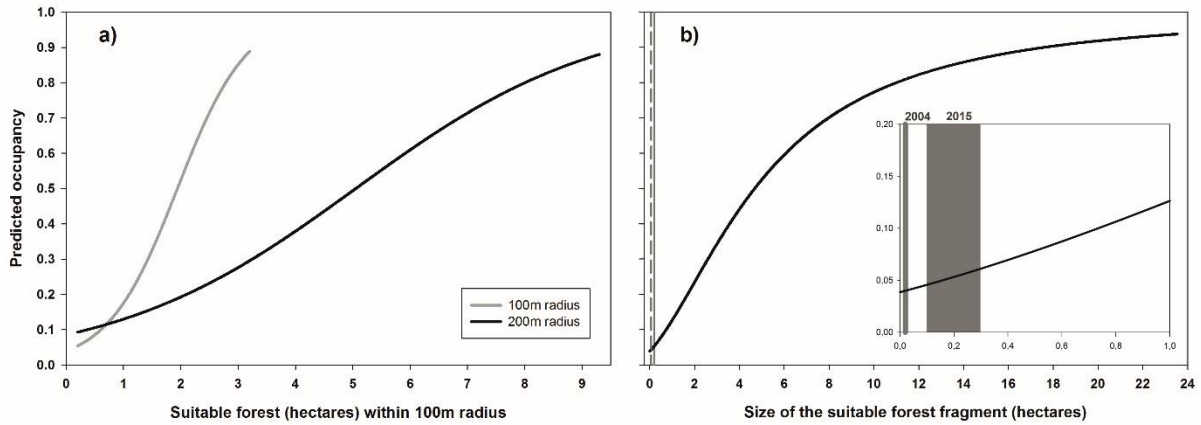 a)
Predicted occupancy
1.0
0.9
0.8
0.7
0.6
0.5
0.4
0.3
0.2
0.1
0.0
0 1 2 3 4 5 6 7 8 9
Suitable forest (hectares) within 100m radius
100m radius
200m radius
b)
2004 2015
0,20
0,15
0,10
0,05
0,00
0,0 0,2 0,4 0,6 0,8 1,0
0 2 4 6 8 10 12 14 16 18 20 22 24
Size of the suitable forest fragment (hectares)